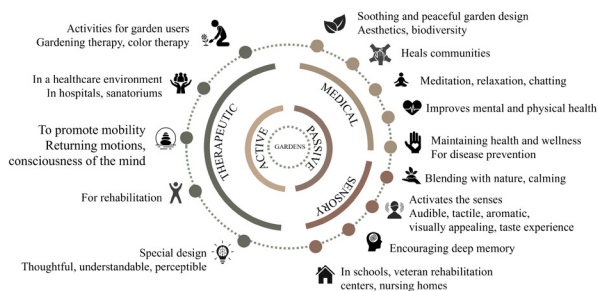 Activities for garden users
Gardening therapy, color therapy
In a healthcare environment
In hospitals, sanatoriums
To promote mobility
Returning motions,
consciousness of the mind
For rehabilitation
Special design
Thoughtful, understandable, perceptible
THERAPEUTIC
ACTIVE
GARDENS
PASSIVE
MEDICAL
SENSORY
Soothing and peaceful garden design
Aesthetics, biodiversity
Heals communities
Meditation, relaxation, chatting
Improves mental and physical health
Maintaining health and wellness
For disease prevention
Blending with nature, calming
Activates the senses
Audible, tactile, aromatic,
visually appealing, taste experience
Encouraging deep memory
In schools, veteran rehabilitation
centers, nursing homes